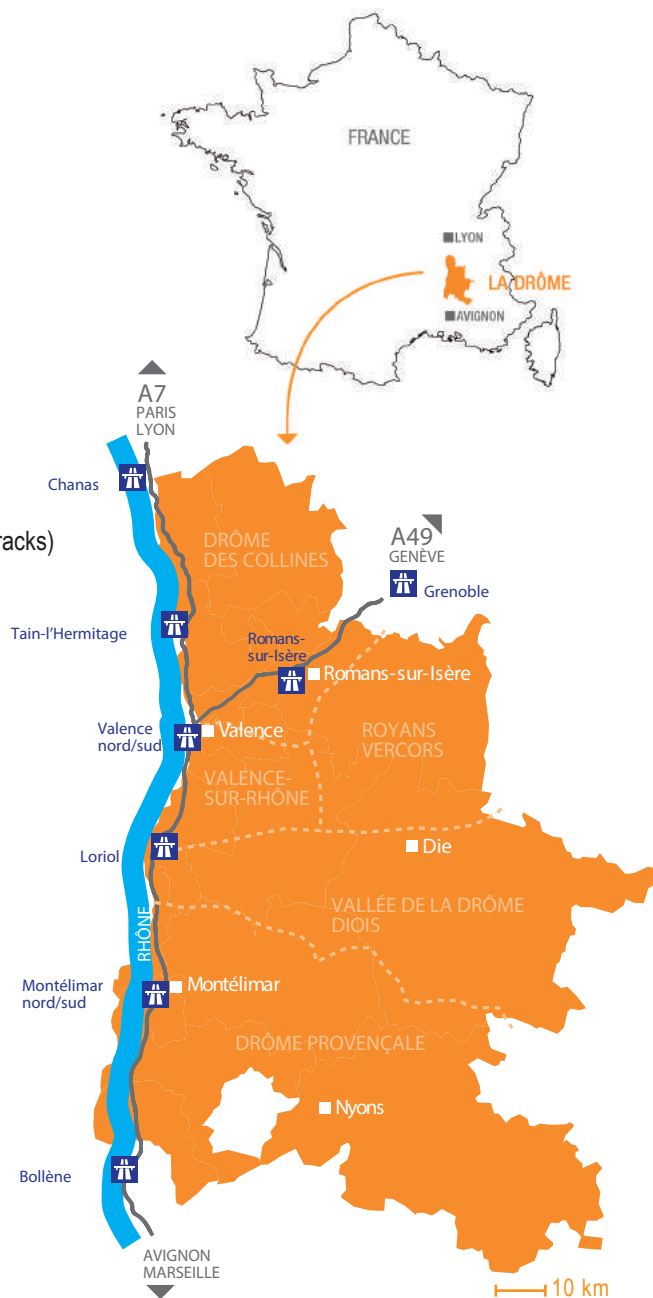 FRANCE
LYON
LA DRÔME
AVIGNON
A7
PARIS
LYON
Chanas
racks)
DRÔME
DES COLLINES
A49
GENÈVE
Grenoble
Tain-l'Hermitage
Romans-
sur-Isère
Romans-sur-Isère
Valence
nord/sud
Valence
ROYANS
VERCORS
VALENCE-
SUR-RHÔNE
Loriol
Die
VALLÉE DE LA DRÔME
DIOIS
RHÔNE
Montélimar
nord/sud
Montélimar
DRÔME PROVENÇALE
Nyons
Bollène
AVIGNON
MARSEILLE
10 km